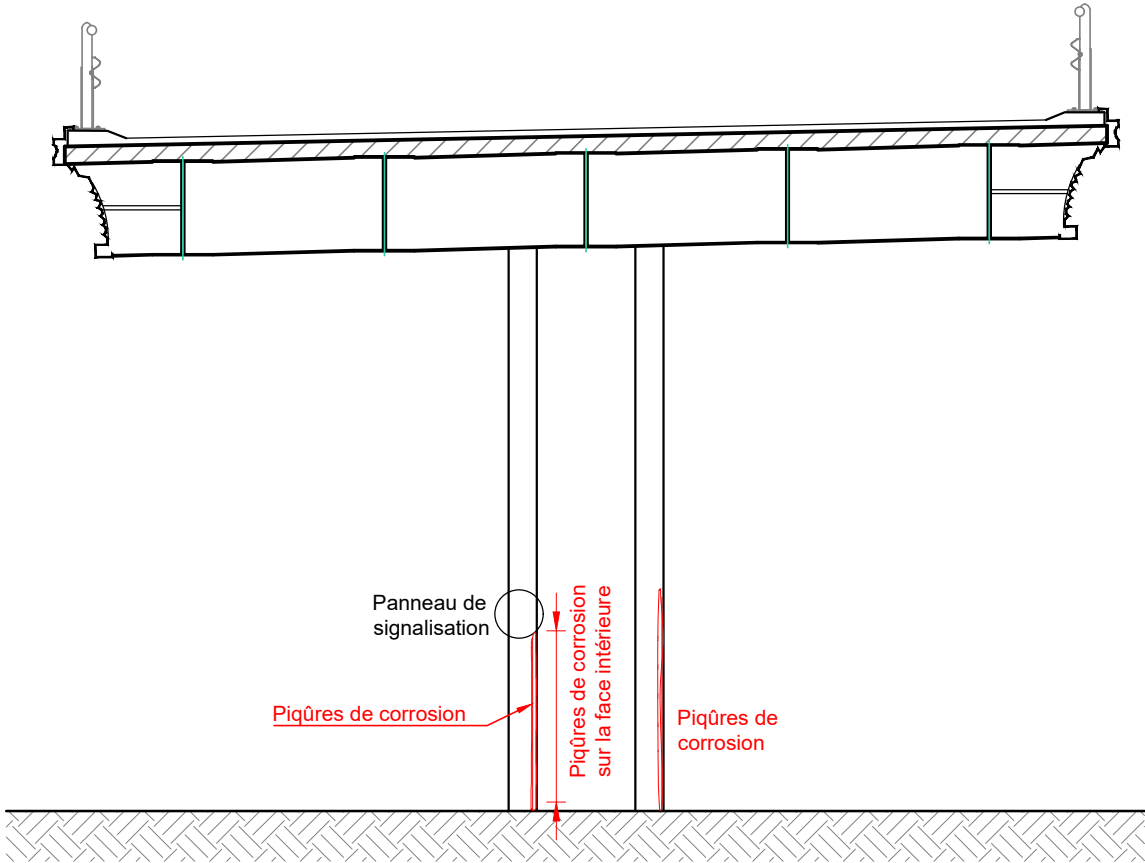 Panneau de
signalisation
Piqûres de corrosion
Piqûres de corrosion
sur la face intérieure
Piqûres de
corrosion